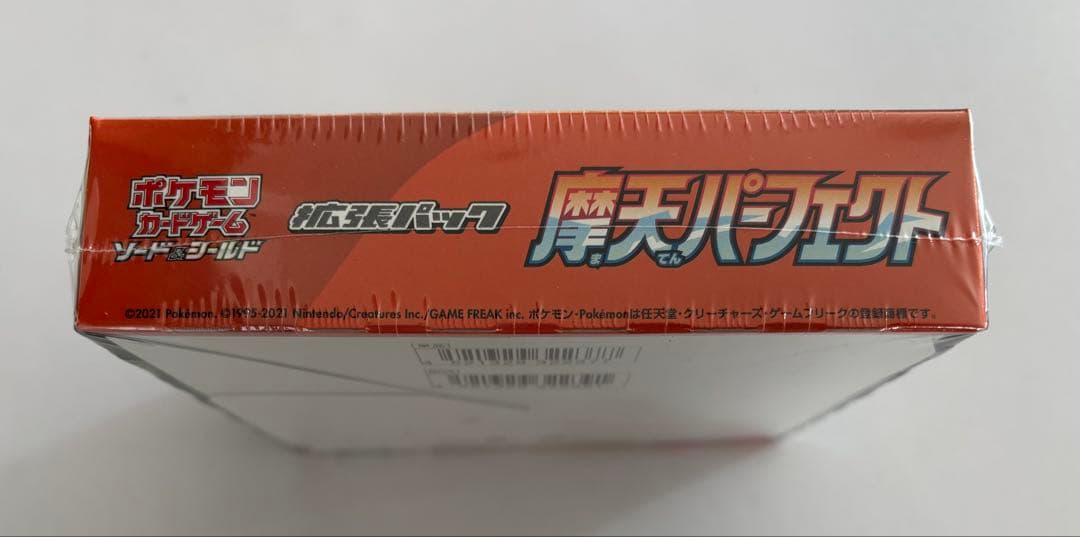 ポケモン
カードゲーム™
ソード&シールド
拡張パック
摩天パーフェクト
ま てん
©2021 Pokémon. ©1995-2021 Nintendo/Creatures Inc./GAME FREAK inc. ポケモン・Pokémonは任天堂・クリーチャーズ・ゲームフリークの登録商標です。